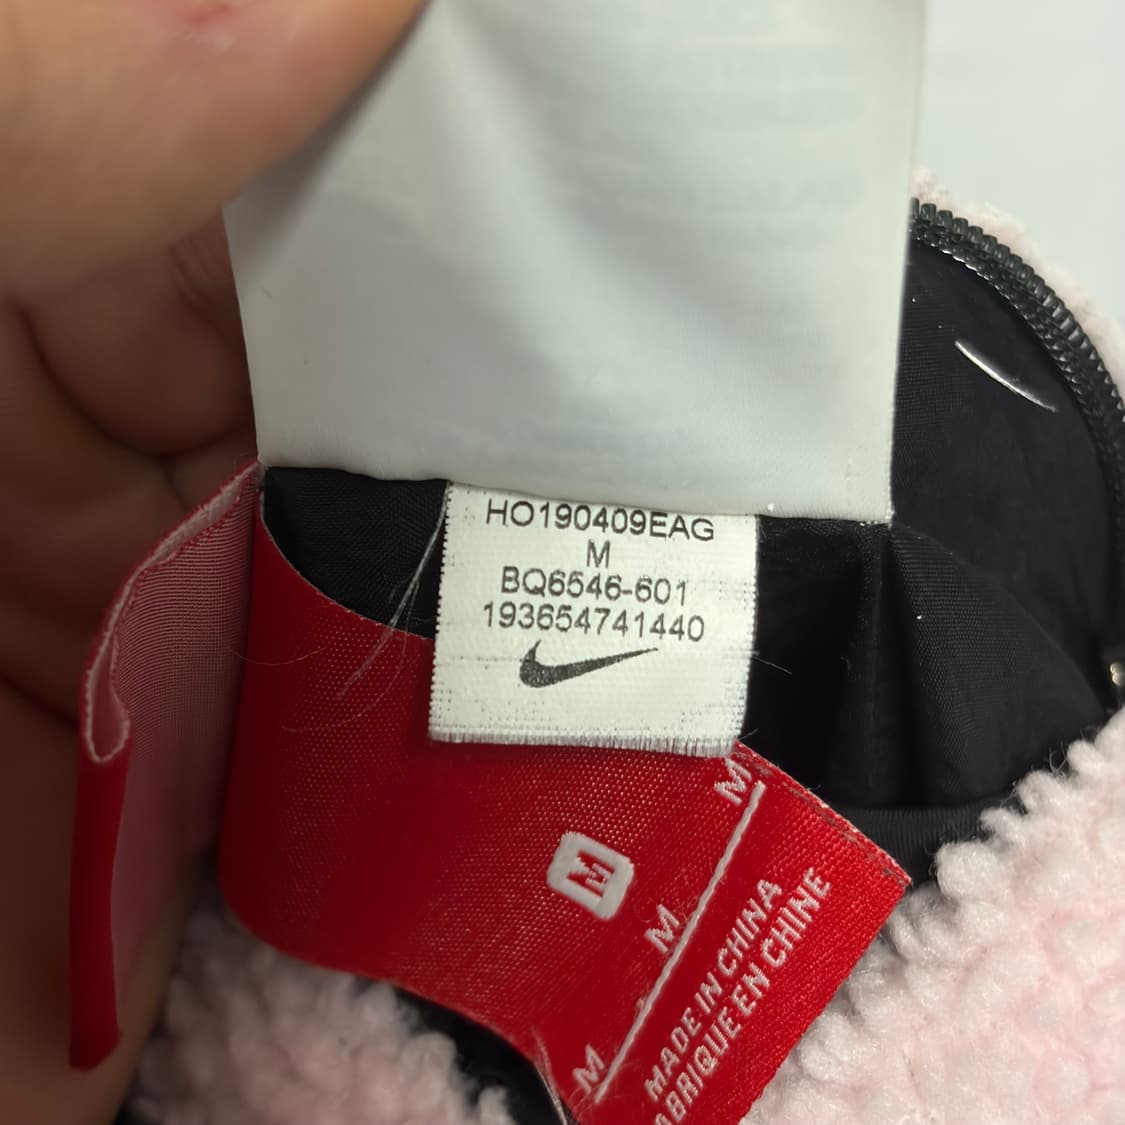 HO190409EAG
M
BQ6546-601
193654741440
M
M
M
M
MADE IN CHINA
FABRIQUE EN CHINE